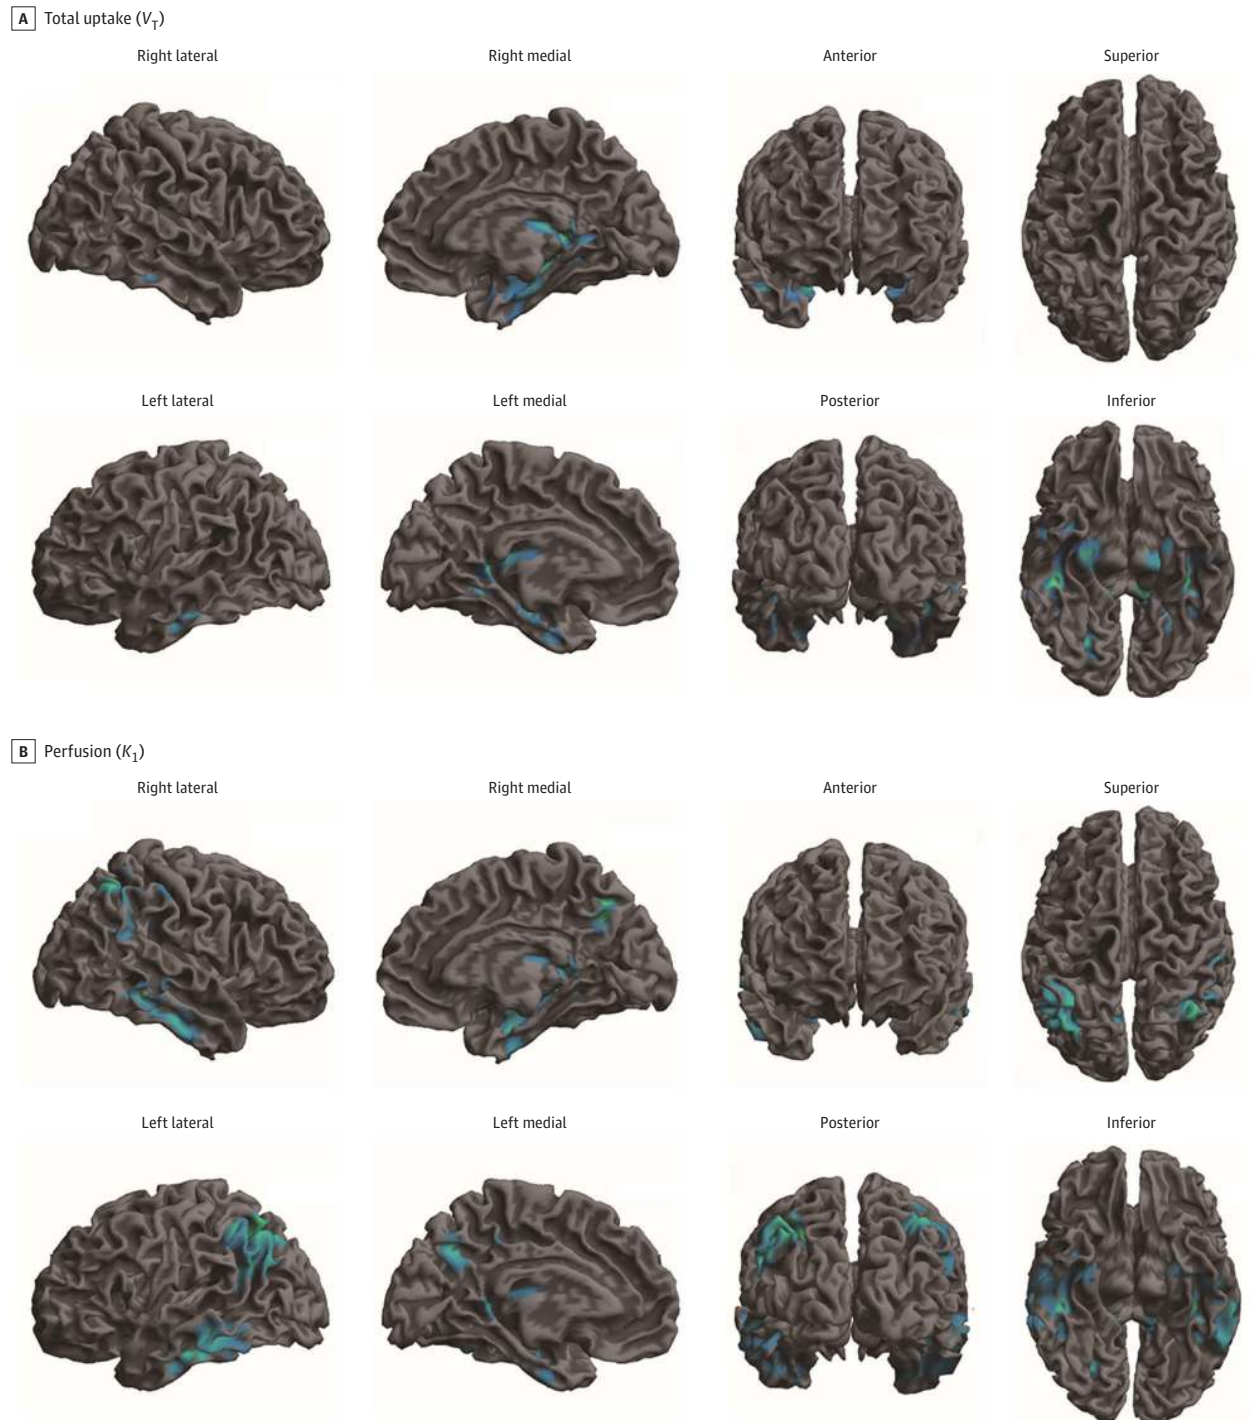 A Total uptake (VT)
Right lateral Right medial Anterior Superior
Left lateral Left medial Posterior Inferior
B Perfusion (K1)
Right lateral Right medial Anterior Superior
Left lateral Left medial Posterior Inferior